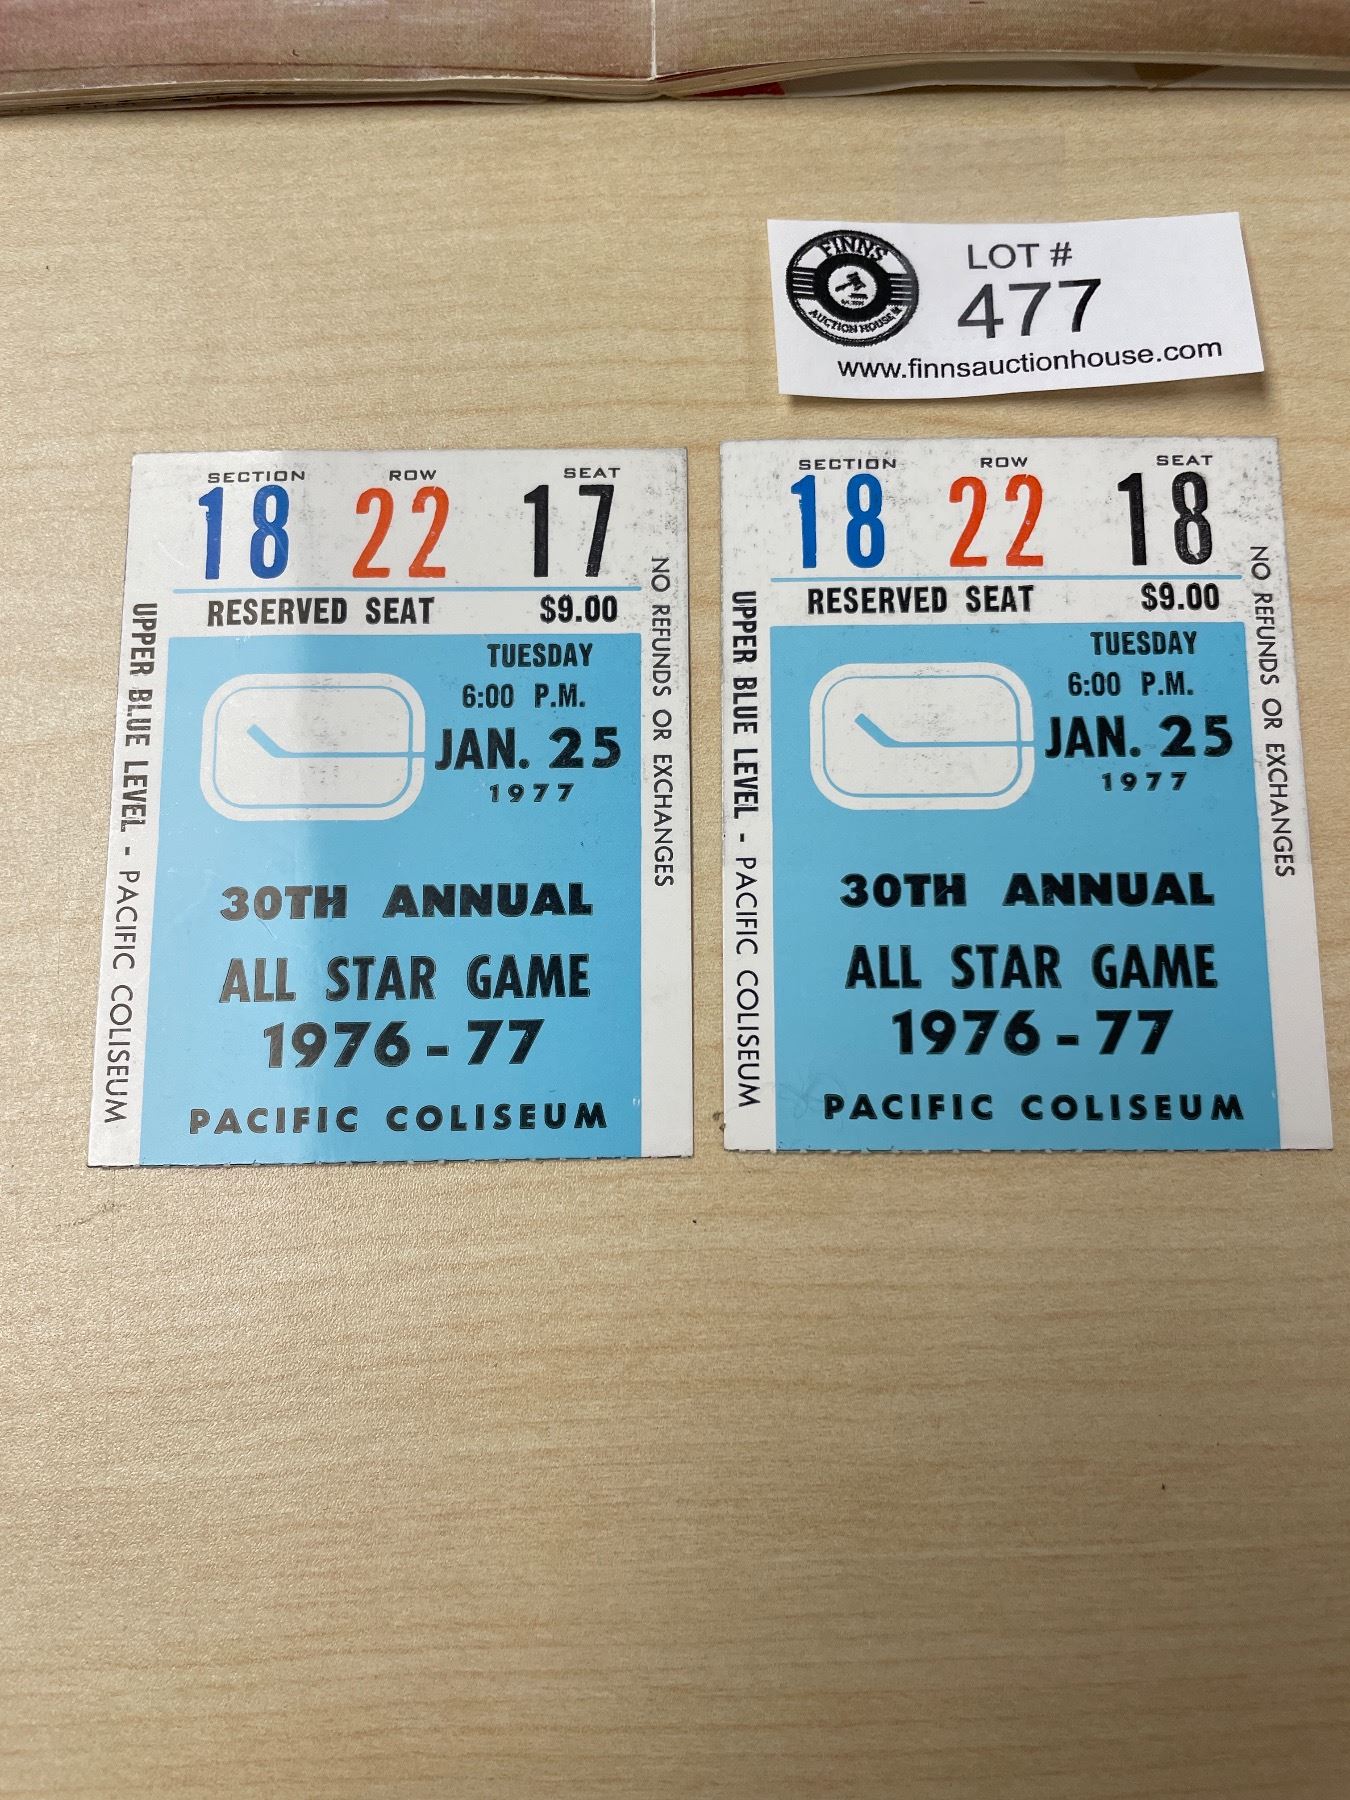 FINNS
AUCTION HOUSE
LOT #
477
www.finnsauctionhouse.com
SECTION ROW SEAT
18 22 17
RESERVED SEAT $9.00
TUESDAY
6:00 P.M.
JAN. 25
1977
30TH ANNUAL
ALL STAR GAME
1976-77
PACIFIC COLISEUM
UPPER BLUE LEVEL - PACIFIC COLISEUM
NO REFUNDS OR EXCHANGES
SECTION ROW SEAT
18 22 18
RESERVED SEAT $9.00
TUESDAY
6:00 P.M.
JAN. 25
1977
30TH ANNUAL
ALL STAR GAME
1976-77
PACIFIC COLISEUM
UPPER BLUE LEVEL - PACIFIC COLISEUM
NO REFUNDS OR EXCHANGES